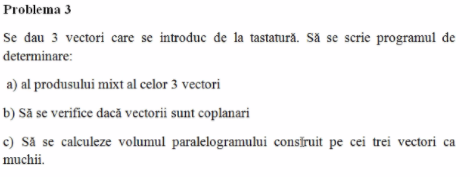 Problema 3
Se dau 3 vectori care se introduc de la tastatură. Să se scrie programul de
determinare:
a) al produsului mixt al celor 3 vectori
b) Să se verifice dacă vectorii sunt coplanari
c) Să se calculeze volumul paralelogramului construit pe cei trei vectori ca
muchii.